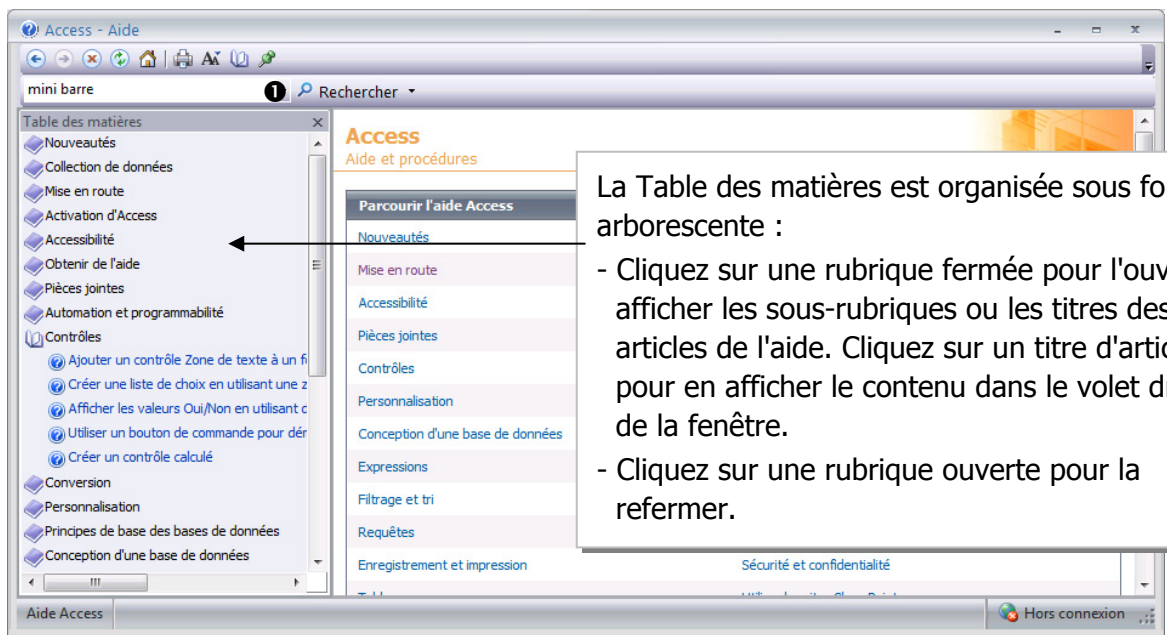 Access - Aide
mini barre 1 Rechercher
Table des matières
Nouveautés
Collection de données
Mise en route
Activation d'Access
Accessibilité
Obtenir de l'aide
Pièces jointes
Automation et programmabilité
Contrôles
Ajouter un contrôle Zone de texte à un
Créer une liste de choix en utilisant une
Afficher les valeurs Oui/Non en utilisant
Utiliser un bouton de commande pour
Créer un contrôle calculé
Conversion
Personnalisation
Principes de base des bases de données
Conception d'une base de données
Access
Aide et procédures
Parcourir l'aide Access
Nouveautés
Mise en route
Accessibilité
Pièces jointes
Contrôles
Personnalisation
Conception d'une base de données
Expressions
Filtrage et tri
Requêtes
Enregistrement et impression
Sécurité et confidentialité
La Table des matières est organisée sous
arborescente :
- Cliquez sur une rubrique fermée pour
afficher les sous-rubriques ou les titres des
articles de l'aide. Cliquez sur un titre
pour en afficher le contenu dans le volet
de la fenêtre.
- Cliquez sur une rubrique ouverte pour la
refermer.
Aide Access
Hors connexion